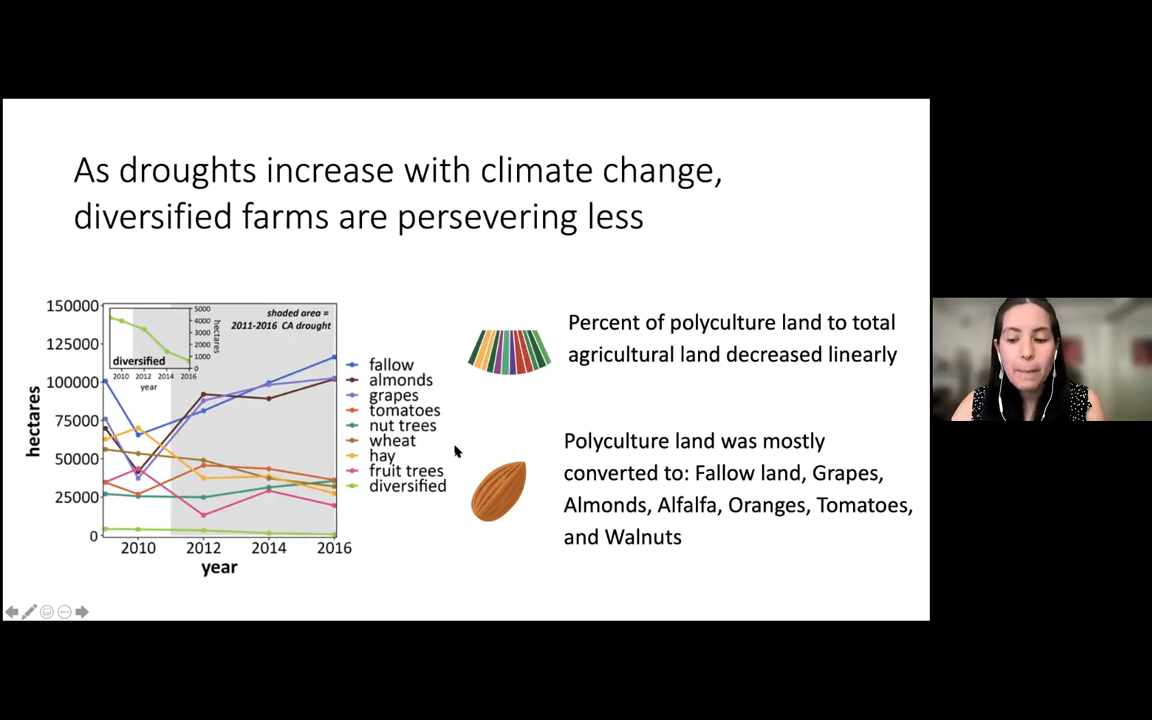 As droughts increase with climate change,
diversified farms are persevering less
150000
125000
100000
75000
50000
25000
0
hectares
2010
2012
2014
2016
year
shaded area =
2011-2016 CA drought
5000
4000
3000
2000
1000
0
hectares
diversified
2010
2012
2014
2016
year
fallow
almonds
grapes
tomatoes
nut trees
wheat
hay
fruit trees
diversified
Percent of polyculture land to total
agricultural land decreased linearly
Polyculture land was mostly
converted to: Fallow land, Grapes,
Almonds, Alfalfa, Oranges, Tomatoes,
and Walnuts